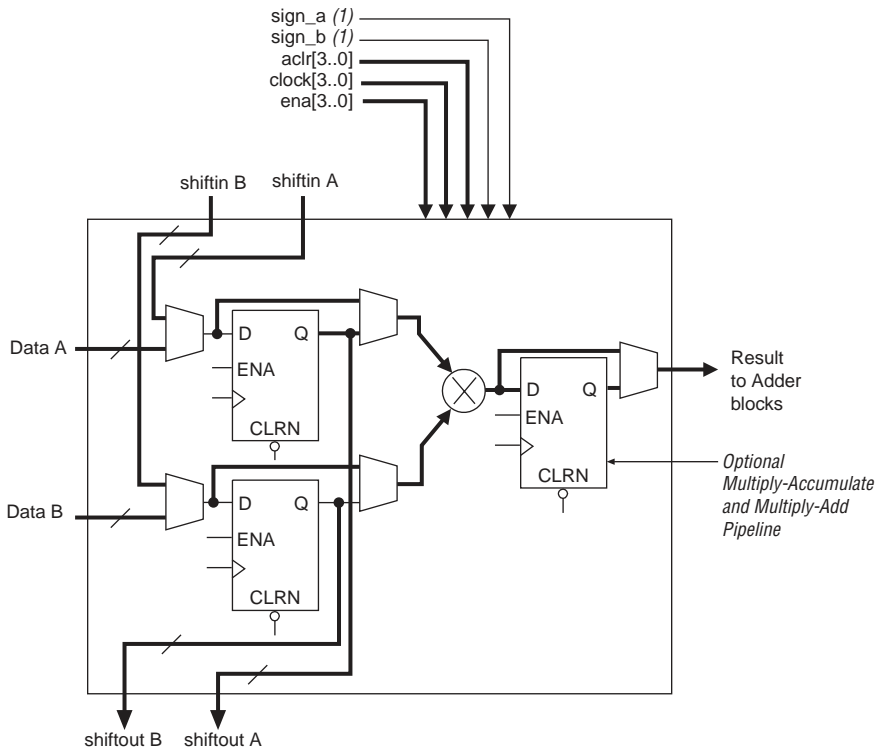 sign_a (1)
sign_b (1)
aclr[3..0]
clock[3..0]
ena[3..0]
shiftin B
shiftin A
Data A
D
Q
ENA
CLRN
Result
to Adder
blocks
D
Q
ENA
CLRN
Optional
Multiply-Accumulate
and Multiply-Add
Pipeline
Data B
D
Q
ENA
CLRN
shiftout B
shiftout A